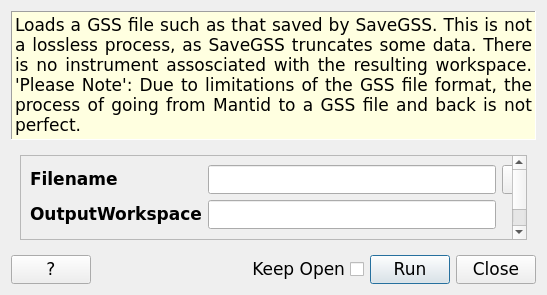 Loads a GSS file such as that saved by SaveGSS. This is not
a lossless process, as SaveGSS truncates some data. There
is no instrument assosciated with the resulting workspace.
'Please Note': Due to limitations of the GSS file format, the
process of going from Mantid to a GSS file and back is not
perfect.
Filename
OutputWorkspace
? Keep Open Run Close